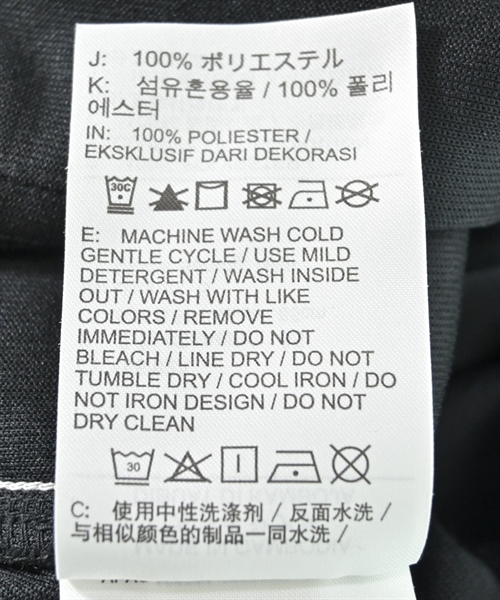 J: 100% ポリエステル
K: 섬유혼용율 / 100% 폴리
에스터
IN: 100% POLIESTER /
EKSKLUSIF DARI DEKORASI
30C
E: MACHINE WASH COLD
GENTLE CYCLE / USE MILD
DETERGENT / WASH INSIDE
OUT / WASH WITH LIKE
COLORS / REMOVE
IMMEDIATELY / DO NOT
BLEACH / LINE DRY / DO NOT
TUMBLE DRY / COOL IRON / DO
NOT IRON DESIGN / DO NOT
DRY CLEAN
30
C: 使用中性洗涤剂 / 反面水洗 /
与相似颜色的制品一同水洗 /